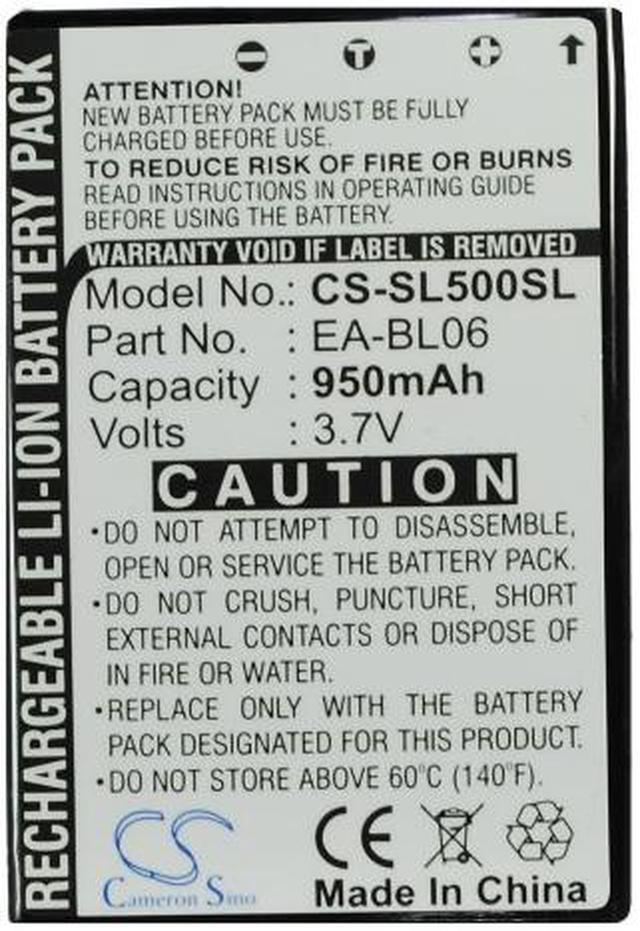 RECHARGEABLE LI-ION BATTERY PACK
ATTENTION!
NEW BATTERY PACK MUST BE FULLY
CHARGED BEFORE USE.
TO REDUCE RISK OF FIRE OR BURNS
READ INSTRUCTIONS IN OPERATING GUIDE
BEFORE USING THE BATTERY.
WARRANTY VOID IF LABEL IS REMOVED
Model No.: CS-SL500SL
Part No. : EA-BL06
Capacity : 950mAh
Volts : 3.7V
CAUTION
•DO NOT ATTEMPT TO DISASSEMBLE,
OPEN OR SERVICE THE BATTERY PACK.
•DO NOT CRUSH, PUNCTURE, SHORT
EXTERNAL CONTACTS OR DISPOSE OF
IN FIRE OR WATER.
•REPLACE ONLY WITH THE BATTERY
PACK DESIGNATED FOR THIS PRODUCT.
•DO NOT STORE ABOVE 60°C (140°F).
CS
Cameron Sino
CE
Made In China